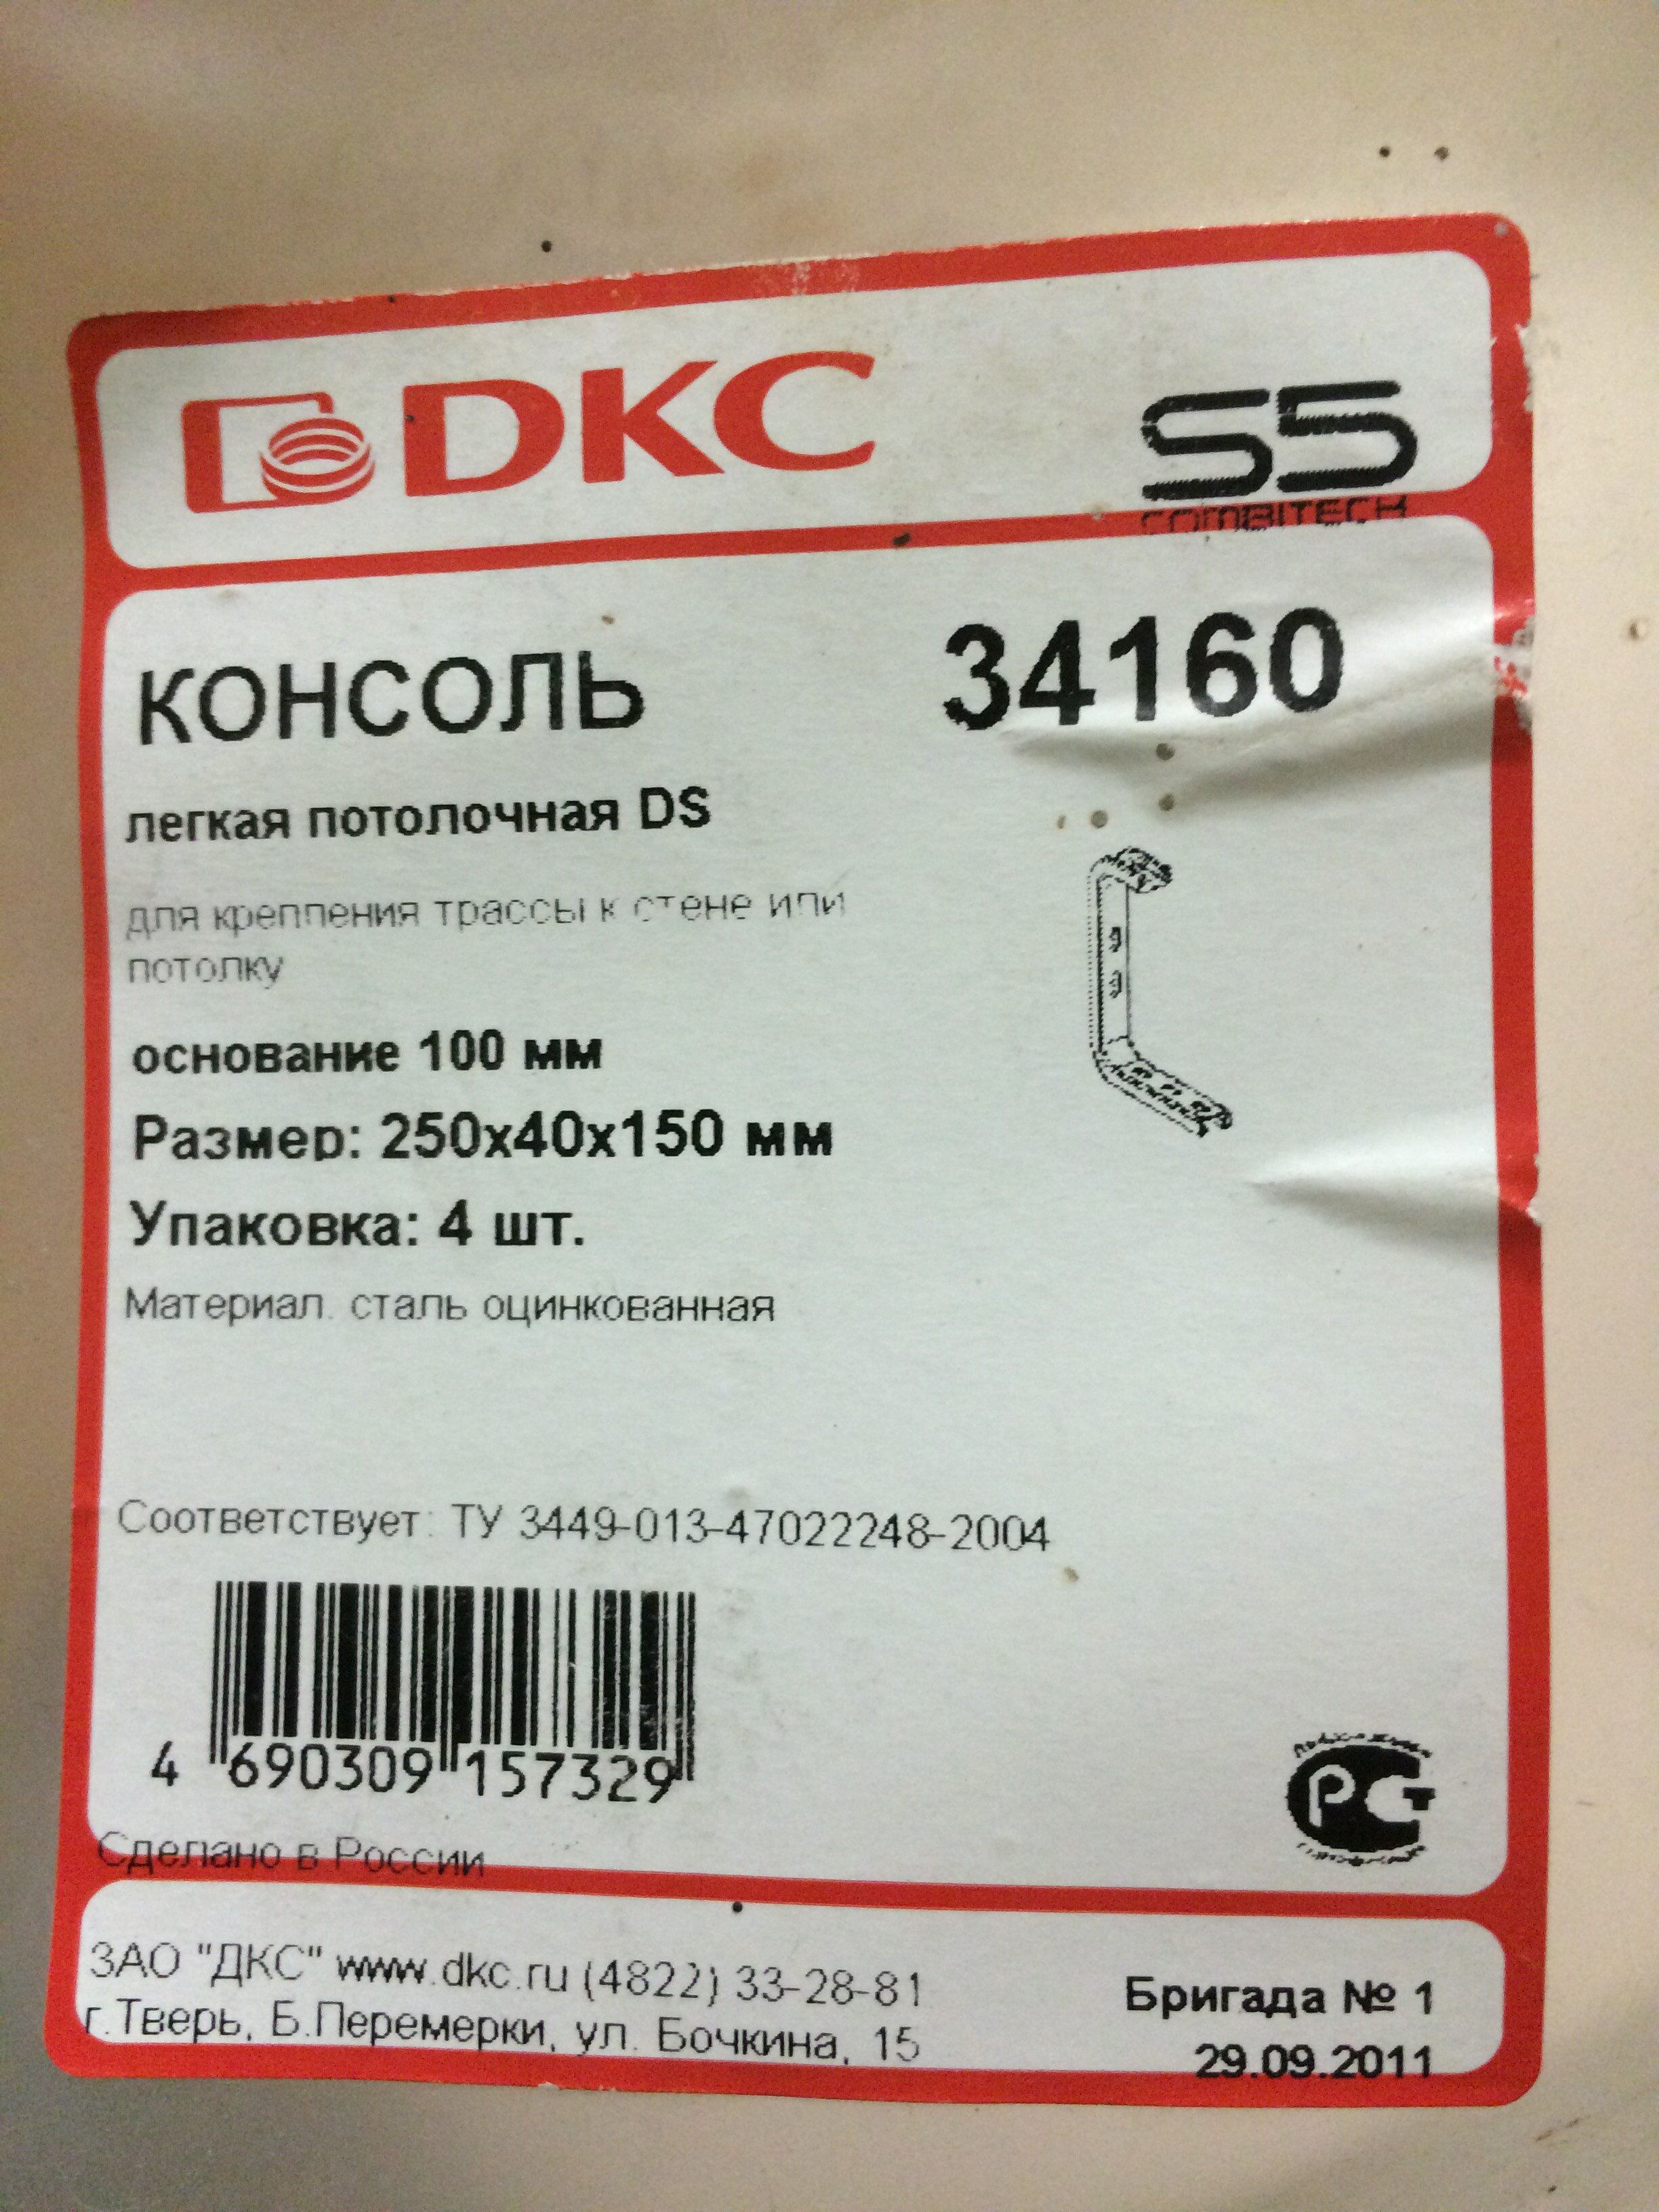 DKC
S5
COMBITECH
КОНСОЛЬ 34160
легкая потолочная DS
для крепления трассы к стене или
потолку
основание 100 мм
Размер: 250x40x150 мм
Упаковка: 4 шт.
Материал: сталь оцинкованная
Соответствует: ТУ 3449-013-47022248-2004
4 690309 157329
РСТ
Сделано в России
ЗАО "ДКС" www.dkc.ru (4822) 33-28-81
г.Тверь, Б.Перемерки, ул. Бочкина, 15
Бригада № 1
29.09.2011